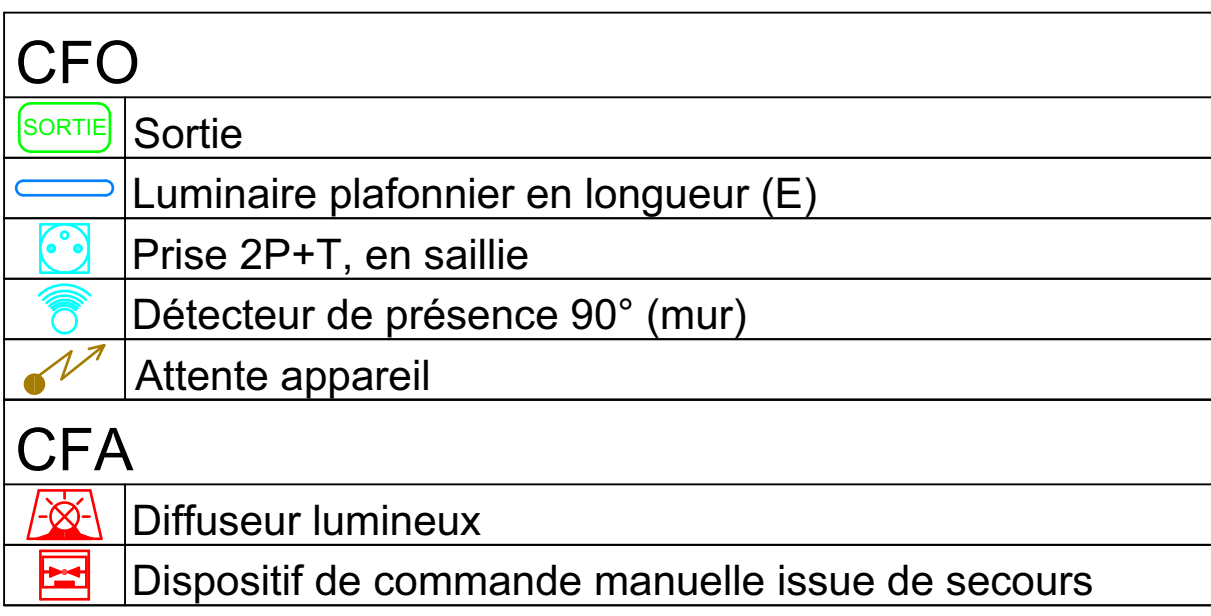 CFO
SORTIE Sortie
Luminaire plafonnier en longueur (E)
Prise 2P+T, en saillie
Détecteur de présence 90° (mur)
Attente appareil
CFA
Diffuseur lumineux
Dispositif de commande manuelle issue de secours